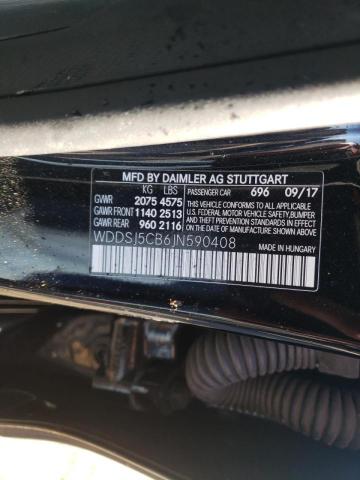 MFD BY DAIMLER AG STUTTGART
KG LBS PASSENGER CAR 696 09/17
GVWR 2075 4575 THIS VEHICLE CONFORMS TO ALL APPLICABLE
GAWR FRONT 1140 2513 U.S. FEDERAL MOTOR VEHICLE SAFETY, BUMPER,
GAWR REAR 960 2116 AND THEFT PREVENTION STANDARDS IN EFFECT ON THE DATE OF MANUFACTURE SHOWN ABOVE.
WDDSJ5CB6JN590408
MADE IN HUNGARY